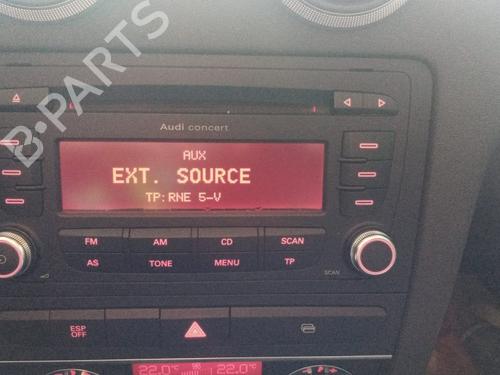 B-PARTS
Audi concert
AUX
EXT. SOURCE
TP:RNE 5-V
FM AM CD SCAN
AS TONE MENU TP
SCAN
ESP OFF
22.0° 22.0°